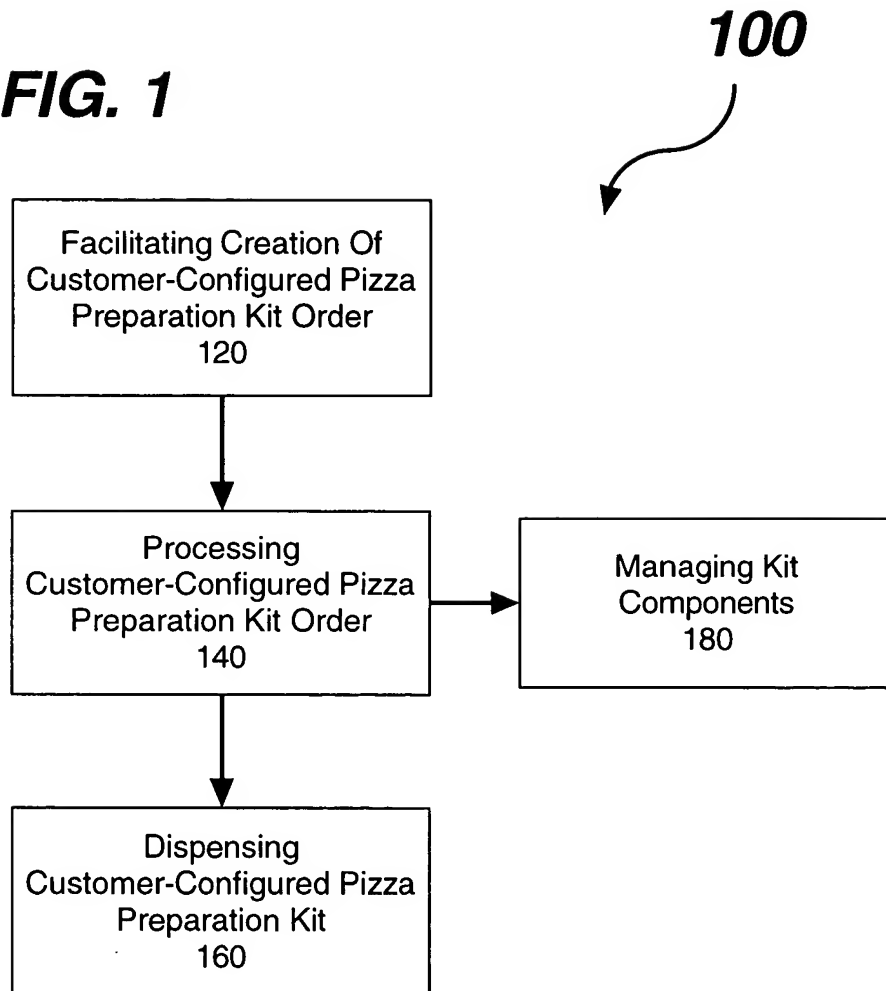 100
FIG. 1
Facilitating Creation Of
Customer-Configured Pizza
Preparation Kit Order
120
Processing
Customer-Configured Pizza
Preparation Kit Order
140
Managing Kit
Components
180
Dispensing
Customer-Configured Pizza
Preparation Kit
160